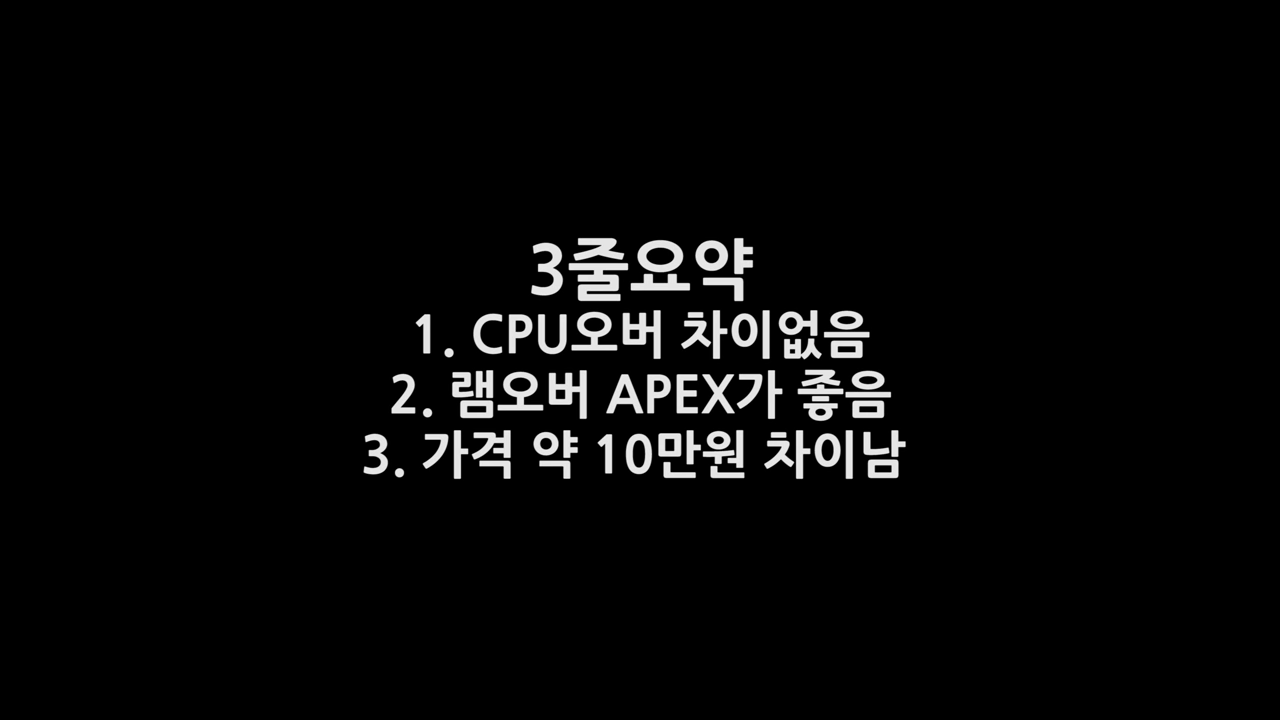 3줄요약
1. CPU오버 차이없음
2. 램오버 APEX가 좋음
3. 가격 약 10만원 차이남